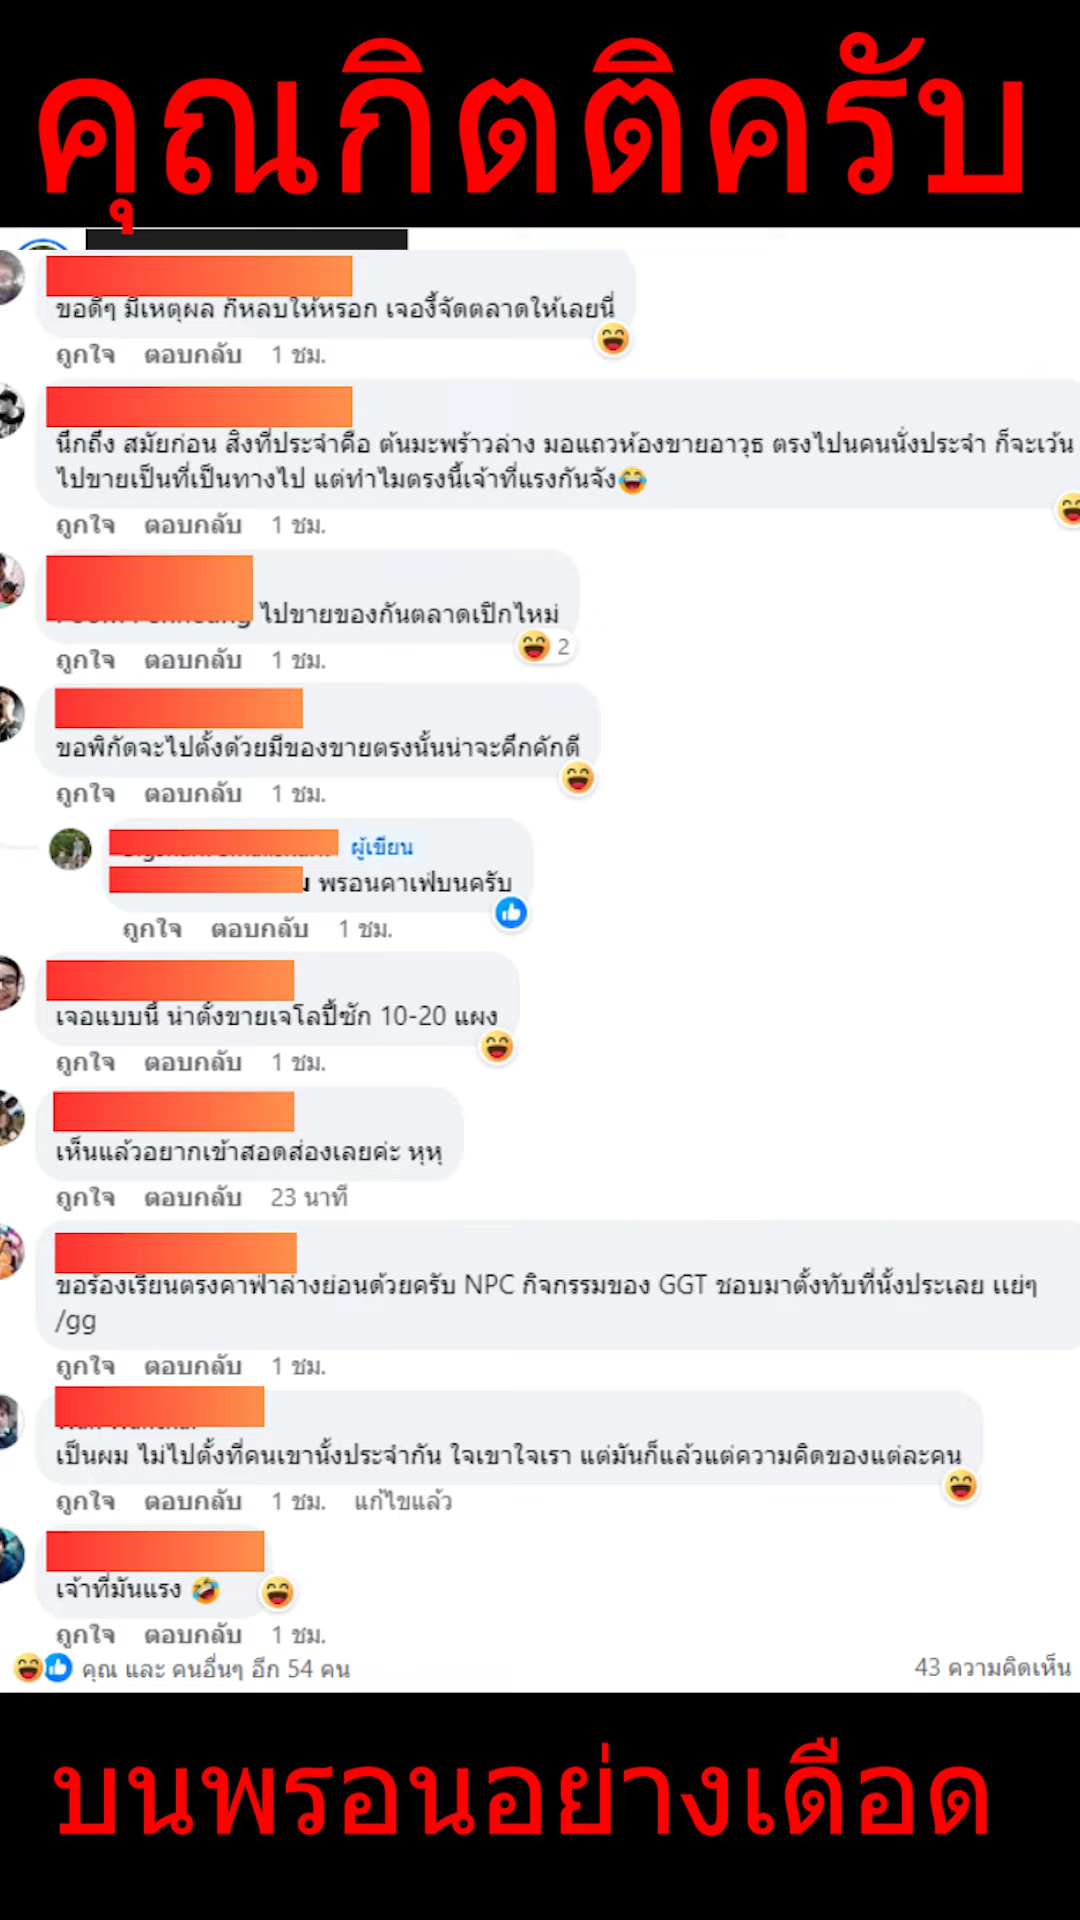 คุณกิตติครับ
ขอดีๆ มีเหตุผล ก็หลบให้หรอก เจองี้จัดตลาดให้เลยนี่
ถูกใจ ตอบกลับ 1 ชม.
นึกถึง สมัยก่อน สิ่งที่ประจำคือ ต้นมะพร้าวล่าง มอแถวห้องขายอาวุธ ตรงไปนคนนั่งประจำ ก็จะเว้น
ไปขายเป็นที่เป็นทางไป แต่ทำไมตรงนี้เจ้าที่แรงกันจัง😂
ถูกใจ ตอบกลับ 1 ชม.
ไปขายของกันตลาดเปิกไหม่
2
ถูกใจ ตอบกลับ 1 ชม.
ขอพิกัดจะไปตั้งด้วยมีของขายตรงนั้นน่าจะคึกคักดี
ถูกใจ ตอบกลับ 1 ชม.
ผู้เขียน
พรอนคาเฟ่บนครับ
ถูกใจ ตอบกลับ 1 ชม.
เจอแบบนี้ น่าตั้งขายเจโลปี้ซัก 10-20 แผง
ถูกใจ ตอบกลับ 1 ชม.
เห็นแล้วอยากเข้าสอดส่องเลยค่ะ หุหุ
ถูกใจ ตอบกลับ 23 นาที
ขอร้องเรียนตรงคาฟ่าล่างย่อนด้วยครับ NPC กิจกรรมของ GGT ชอบมาตั้งทับที่นั้งประเลย แย่ๆ
/gg
ถูกใจ ตอบกลับ 1 ชม.
เป็นผม ไม่ไปตั้งที่คนเขานั้งประจำกัน ใจเขาใจเรา แต่มันก็แล้วแต่ความคิดของแต่ละคน
ถูกใจ ตอบกลับ 1 ชม. แก้ไขแล้ว
เจ้าที่มันแรง 🤣
ถูกใจ ตอบกลับ 1 ชม.
คุณ และ คนอื่นๆ อีก 54 คน 43 ความคิดเห็น
บนพรอนอย่างเดือด